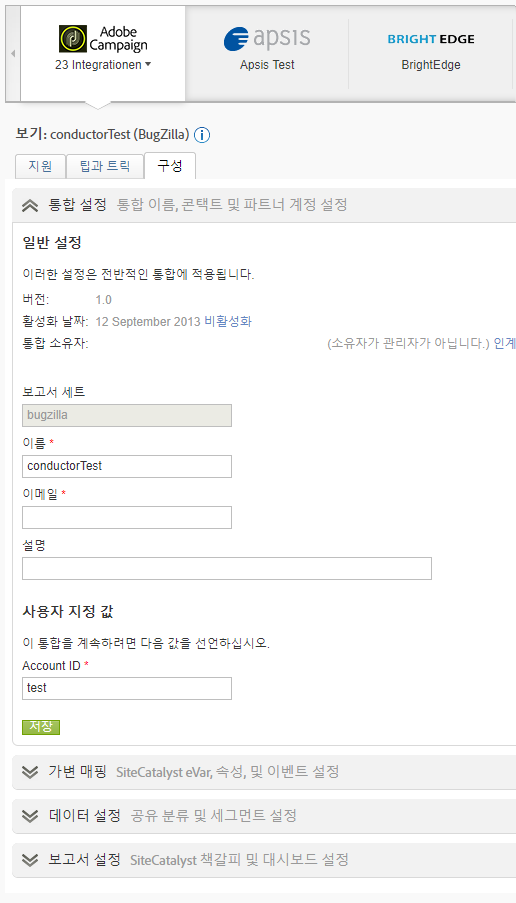 Adobe Campaign
23 Integrationen
apsis
Apsis Test
BRIGHT EDGE
BrightEdge
보기: conductorTest (BugZilla)
지원 팁과 트릭 구성
통합 설정 통합 이름, 콘택트 및 파트너 계정 설정
일반 설정
이러한 설정은 전반적인 통합에 적용됩니다.
버전: 1.0
활성화 날짜: 12 September 2013 비활성화
통합 소유자: (소유자가 관리자가 아닙니다.) 인계
보고서 세트
bugzilla
이름 *
conductorTest
이메일 *
설명
사용자 지정 값
이 통합을 계속하려면 다음 값을 선언하십시오.
Account ID *
test
저장
가변 매핑 SiteCatalyst eVar, 속성, 및 이벤트 설정
데이터 설정 공유 분류 및 세그먼트 설정
보고서 설정 SiteCatalyst 책갈피 및 대시보드 설정